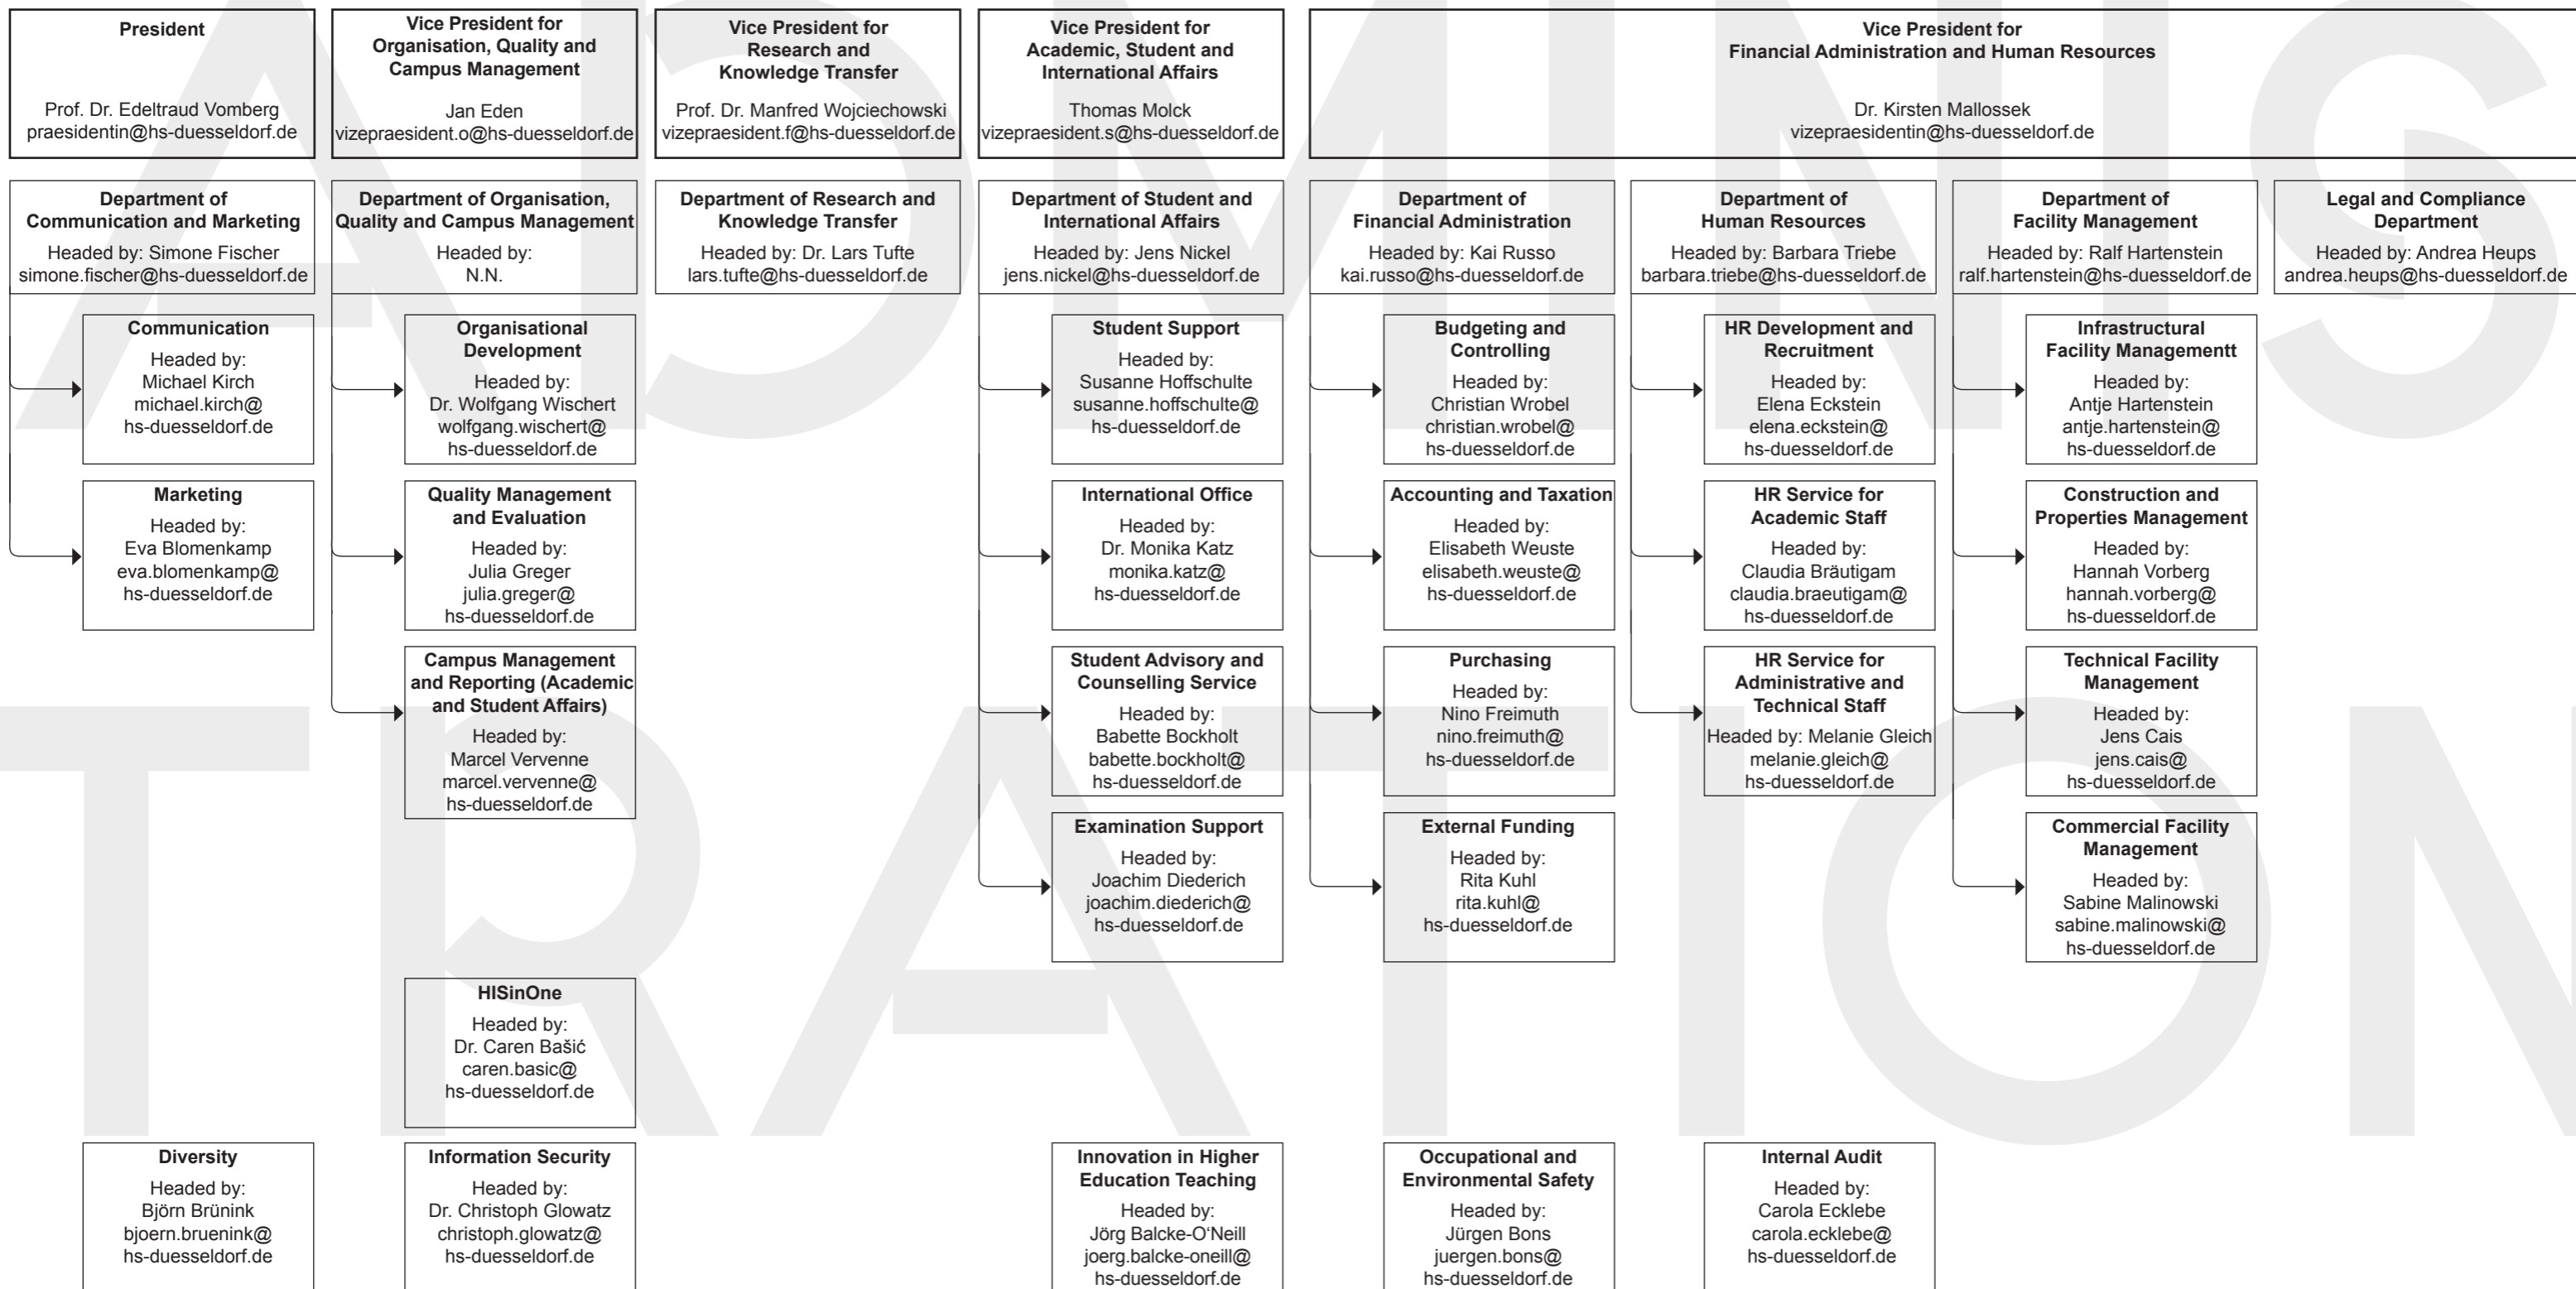 ADMINIS
TRATION
President
Prof. Dr. Edeltraud Vomberg
praesidentin@hs-duesseldorf.de
Vice President for
Organisation, Quality and
Campus Management
Jan Eden
vizepraesident.o@hs-duesseldorf.de
Vice President for
Research and
Knowledge Transfer
Prof. Dr. Manfred Wojciechowski
vizepraesident.f@hs-duesseldorf.de
Vice President for
Academic, Student and
International Affairs
Thomas Molck
vizepraesident.s@hs-duesseldorf.de
Vice President for
Financial Administration and Human Resources
Dr. Kirsten Mallossek
vizepraesidentin@hs-duesseldorf.de
Department of
Communication and Marketing
Headed by: Simone Fischer
simone.fischer@hs-duesseldorf.de
Department of Organisation,
Quality and Campus Management
Headed by:
N.N.
Department of Research and
Knowledge Transfer
Headed by: Dr. Lars Tufte
lars.tufte@hs-duesseldorf.de
Department of Student and
International Affairs
Headed by: Jens Nickel
jens.nickel@hs-duesseldorf.de
Department of
Financial Administration
Headed by: Kai Russo
kai.russo@hs-duesseldorf.de
Department of
Human Resources
Headed by: Barbara Triebe
barbara.triebe@hs-duesseldorf.de
Department of
Facility Management
Headed by: Ralf Hartenstein
ralf.hartenstein@hs-duesseldorf.de
Legal and Compliance
Department
Headed by: Andrea Heups
andrea.heups@hs-duesseldorf.de
Communication
Headed by:
Michael Kirch
michael.kirch@
hs-duesseldorf.de
Organisational
Development
Headed by:
Dr. Wolfgang Wischert
wolfgang.wischert@
hs-duesseldorf.de
Student Support
Headed by:
Susanne Hoffschulte
susanne.hoffschulte@
hs-duesseldorf.de
Budgeting and
Controlling
Headed by:
Christian Wrobel
christian.wrobel@
hs-duesseldorf.de
HR Development and
Recruitment
Headed by:
Elena Eckstein
elena.eckstein@
hs-duesseldorf.de
Infrastructural
Facility Managementt
Headed by:
Antje Hartenstein
antje.hartenstein@
hs-duesseldorf.de
Marketing
Headed by:
Eva Blomenkamp
eva.blomenkamp@
hs-duesseldorf.de
Quality Management
and Evaluation
Headed by:
Julia Greger
julia.greger@
hs-duesseldorf.de
International Office
Headed by:
Dr. Monika Katz
monika.katz@
hs-duesseldorf.de
Accounting and Taxation
Headed by:
Elisabeth Weuste
elisabeth.weuste@
hs-duesseldorf.de
HR Service for
Academic Staff
Headed by:
Claudia Bräutigam
claudia.braeutigam@
hs-duesseldorf.de
Construction and
Properties Management
Headed by:
Hannah Vorberg
hannah.vorberg@
hs-duesseldorf.de
Campus Management
and Reporting (Academic
and Student Affairs)
Headed by:
Marcel Vervenne
marcel.vervenne@
hs-duesseldorf.de
Student Advisory and
Counselling Service
Headed by:
Babette Bockholt
babette.bockholt@
hs-duesseldorf.de
Purchasing
Headed by:
Nino Freimuth
nino.freimuth@
hs-duesseldorf.de
HR Service for
Administrative and
Technical Staff
Headed by: Melanie Gleich
melanie.gleich@
hs-duesseldorf.de
Technical Facility
Management
Headed by:
Jens Cais
jens.cais@
hs-duesseldorf.de
Examination Support
Headed by:
Joachim Diederich
joachim.diederich@
hs-duesseldorf.de
External Funding
Headed by:
Rita Kuhl
rita.kuhl@
hs-duesseldorf.de
Commercial Facility
Management
Headed by:
Sabine Malinowski
sabine.malinowski@
hs-duesseldorf.de
HISinOne
Headed by:
Dr. Caren Bašić
caren.basic@
hs-duesseldorf.de
Diversity
Headed by:
Björn Brünink
bjoern.bruenink@
hs-duesseldorf.de
Information Security
Headed by:
Dr. Christoph Glowatz
christoph.glowatz@
hs-duesseldorf.de
Innovation in Higher
Education Teaching
Headed by:
Jörg Balcke-O‘Neill
joerg.balcke-oneill@
hs-duesseldorf.de
Occupational and
Environmental Safety
Headed by:
Jürgen Bons
juergen.bons@
hs-duesseldorf.de
Internal Audit
Headed by:
Carola Ecklebe
carola.ecklebe@
hs-duesseldorf.de